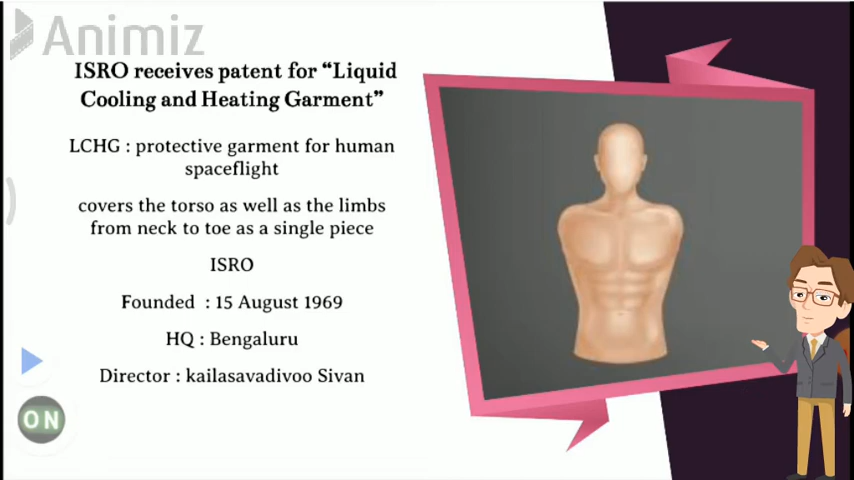 Animiz
ISRO receives patent for “Liquid
Cooling and Heating Garment”
LCHG : protective garment for human
spaceflight
covers the torso as well as the limbs
from neck to toe as a single piece
ISRO
Founded : 15 August 1969
HQ : Bengaluru
Director : kailasavadivoo Sivan
ON